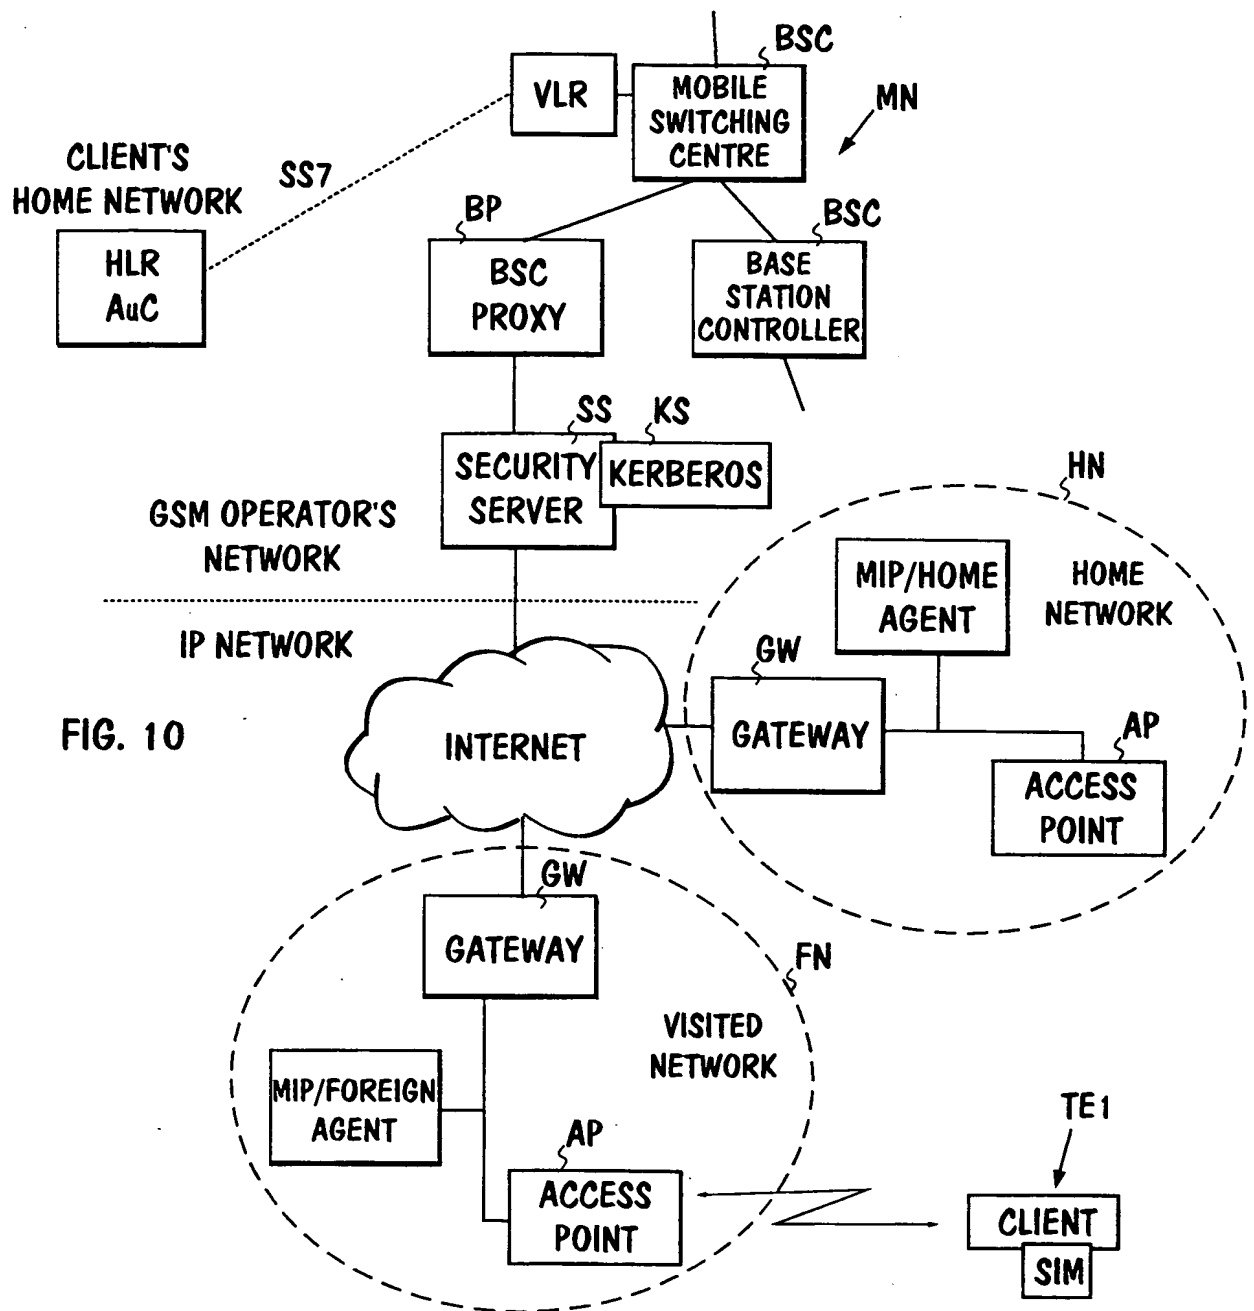 BSC
VLR
MOBILE
SWITCHING
CENTRE
MN
CLIENT'S
HOME NETWORK
SS7
HLR
AuC
BP
BSC
PROXY
BSC
BASE
STATION
CONTROLLER
SS
KS
SECURITY
SERVER
KERBEROS
GSM OPERATOR'S
NETWORK
IP NETWORK
HN
MIP/HOME
AGENT
HOME
NETWORK
GW
GATEWAY
AP
ACCESS
POINT
FIG. 10
INTERNET
GW
GATEWAY
FN
VISITED
NETWORK
MIP/FOREIGN
AGENT
AP
ACCESS
POINT
TE1
CLIENT
SIM